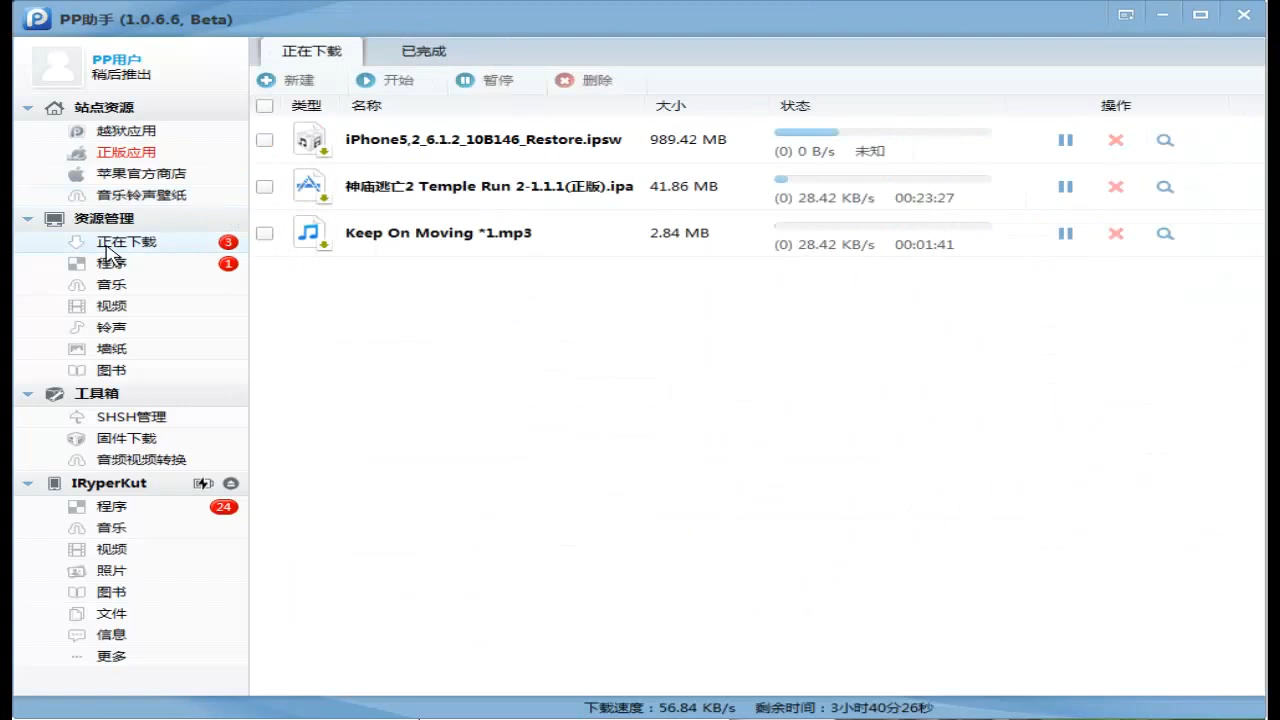 PP助手 (1.0.6.6, Beta)
PP用户
稍后推出
站点资源
越狱应用
正版应用
苹果官方商店
音乐铃声壁纸
资源管理
正在下载 3
程序 1
音乐
视频
铃声
墙纸
图书
工具箱
SHSH管理
固件下载
音频视频转换
IRyperKut
程序 24
音乐
视频
照片
图书
文件
信息
更多
正在下载 已完成
新建 开始 暂停 删除
类型 名称 大小 状态 操作
iPhone5,2_6.1.2_10B146_Restore.ipsw 989.42 MB (0) 0 B/s 未知
神庙逃亡2 Temple Run 2-1.1.1(正版).ipa 41.86 MB (0) 28.42 KB/s 00:23:27
Keep On Moving *1.mp3 2.84 MB (0) 28.42 KB/s 00:01:41
下载速度：56.84 KB/s 剩余时间：3小时40分26秒